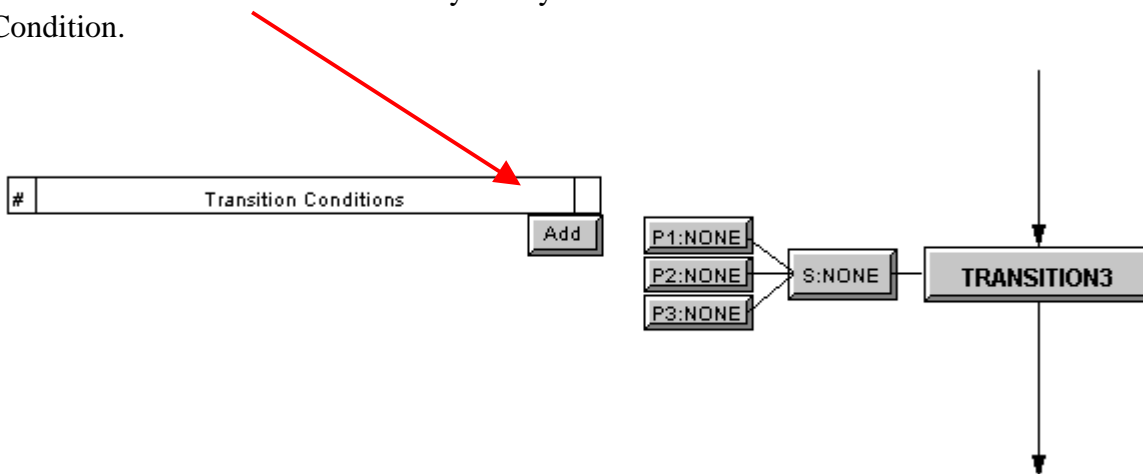 Condition.
# Transition Conditions
Add
P1:NONE
P2:NONE
P3:NONE
S:NONE
TRANSITION3